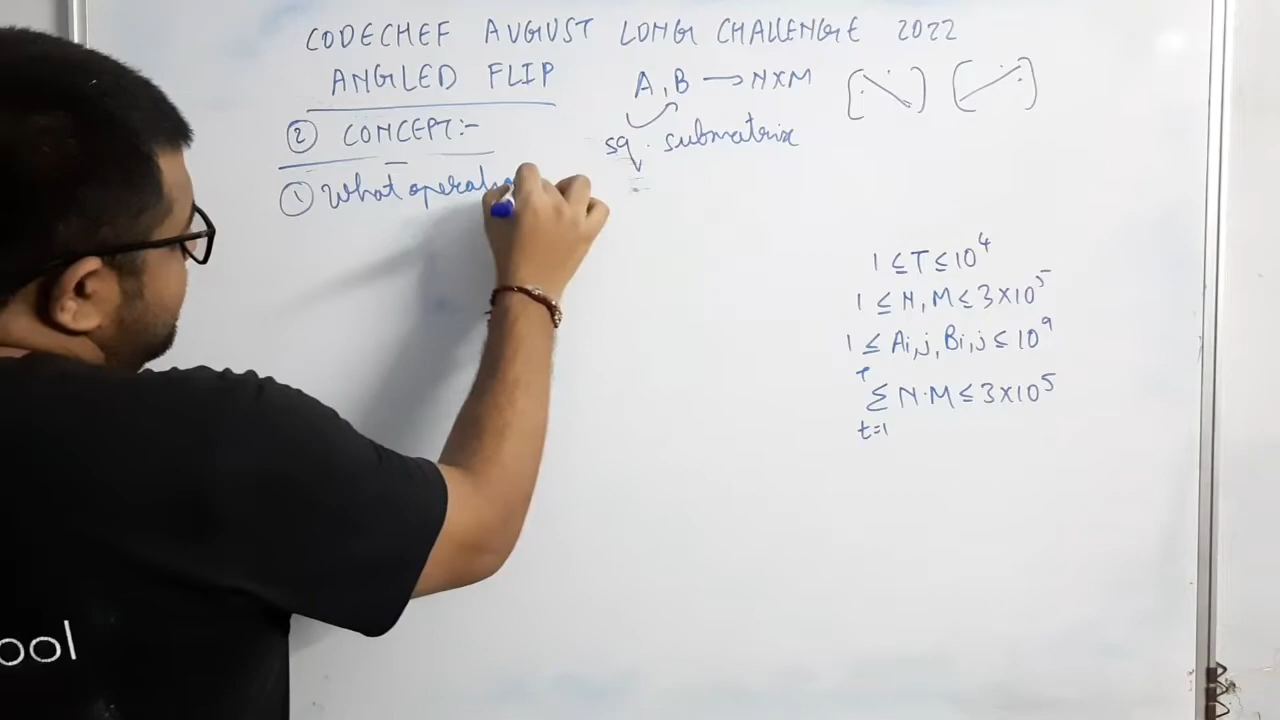 CODECHEF AUGUST LONG CHALLENGE 2022
ANGLED FLIP
A, B → N×M
② CONCEPT:-
sq. submatrix
① What operat
1 ≤ T ≤ 10^4
1 ≤ N, M ≤ 3×10^5
1 ≤ Ai,j, Bi,j ≤ 10^9
T
Σ N·M ≤ 3×10^5
t=1
ool